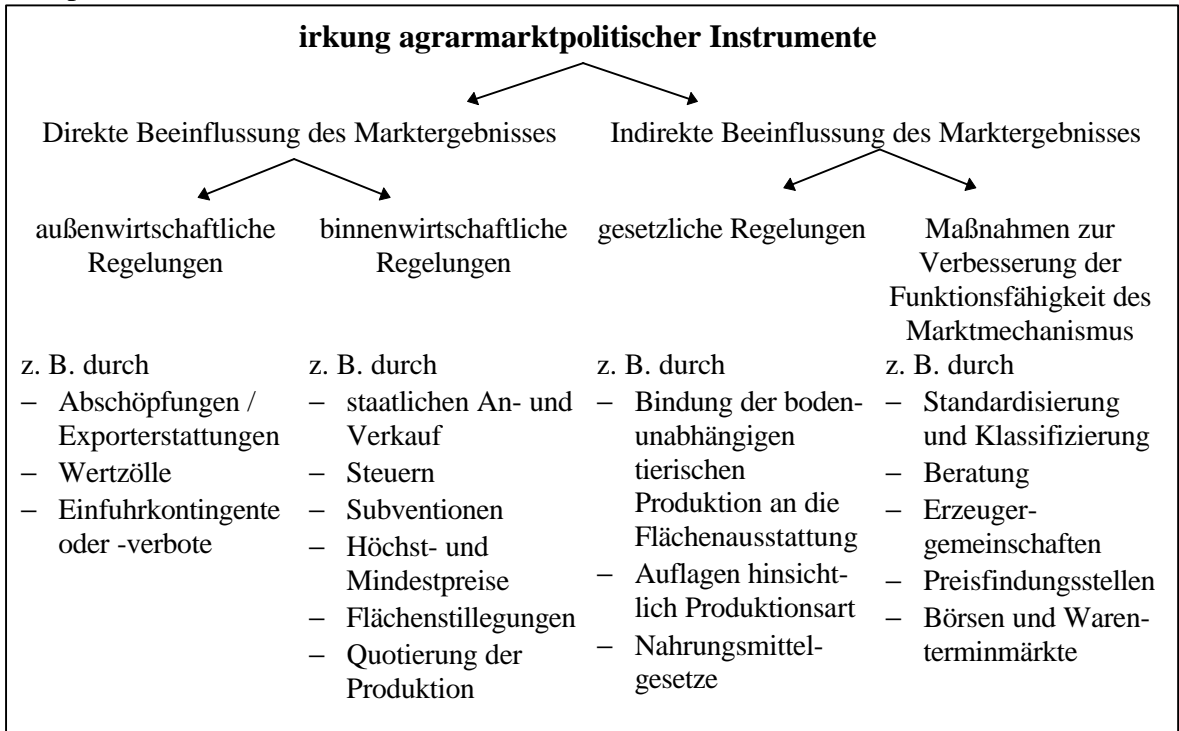 irkung agrarmarktpolitischer Instrumente
Direkte Beeinflussung des Marktergebnisses
Indirekte Beeinflussung des Marktergebnisses
außenwirtschaftliche
Regelungen
binnenwirtschaftliche
Regelungen
gesetzliche Regelungen
Maßnahmen zur
Verbesserung der
Funktionsfähigkeit des
Marktmechanismus
z. B. durch
– Abschöpfungen /
Exporterstattungen
– Wertzölle
– Einfuhrkontingente
oder -verbote
z. B. durch
– staatlichen An- und
Verkauf
– Steuern
– Subventionen
– Höchst- und
Mindestpreise
– Flächenstillegungen
– Quotierung der
Produktion
z. B. durch
– Bindung der boden-
unabhängigen
tierischen
Produktion an die
Flächenausstattung
– Auflagen hinsicht-
lich Produktionsart
– Nahrungsmittel-
gesetze
z. B. durch
– Standardisierung
und Klassifizierung
– Beratung
– Erzeuger-
gemeinschaften
– Preisfindungsstellen
– Börsen und Waren-
terminmärkte